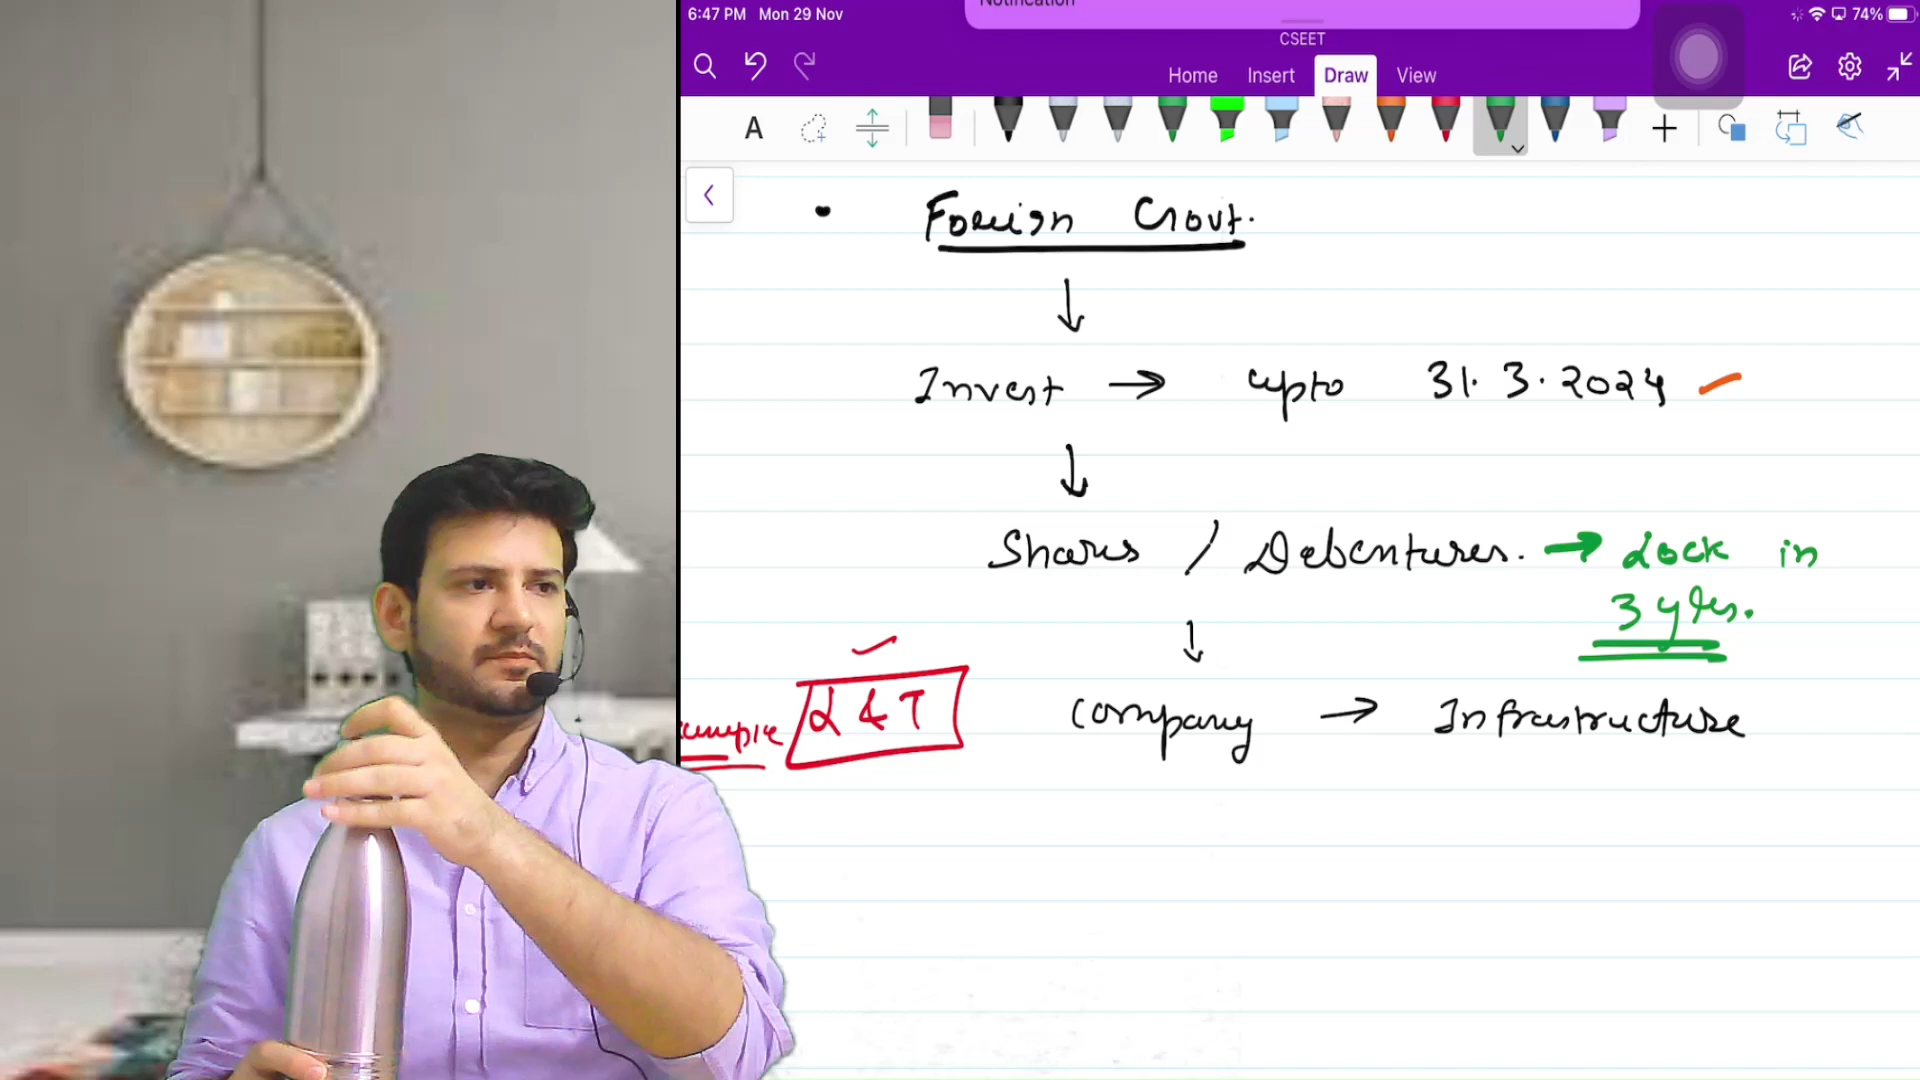 Notification
6:47 PM Mon 29 Nov
74%
CSEET
Home Insert Draw View
A
Foreign Govt.
Invest → upto 31.3.2024
Shares / Debentures. → Lock in
3 yrs.
L & T
Company → Infrastructure